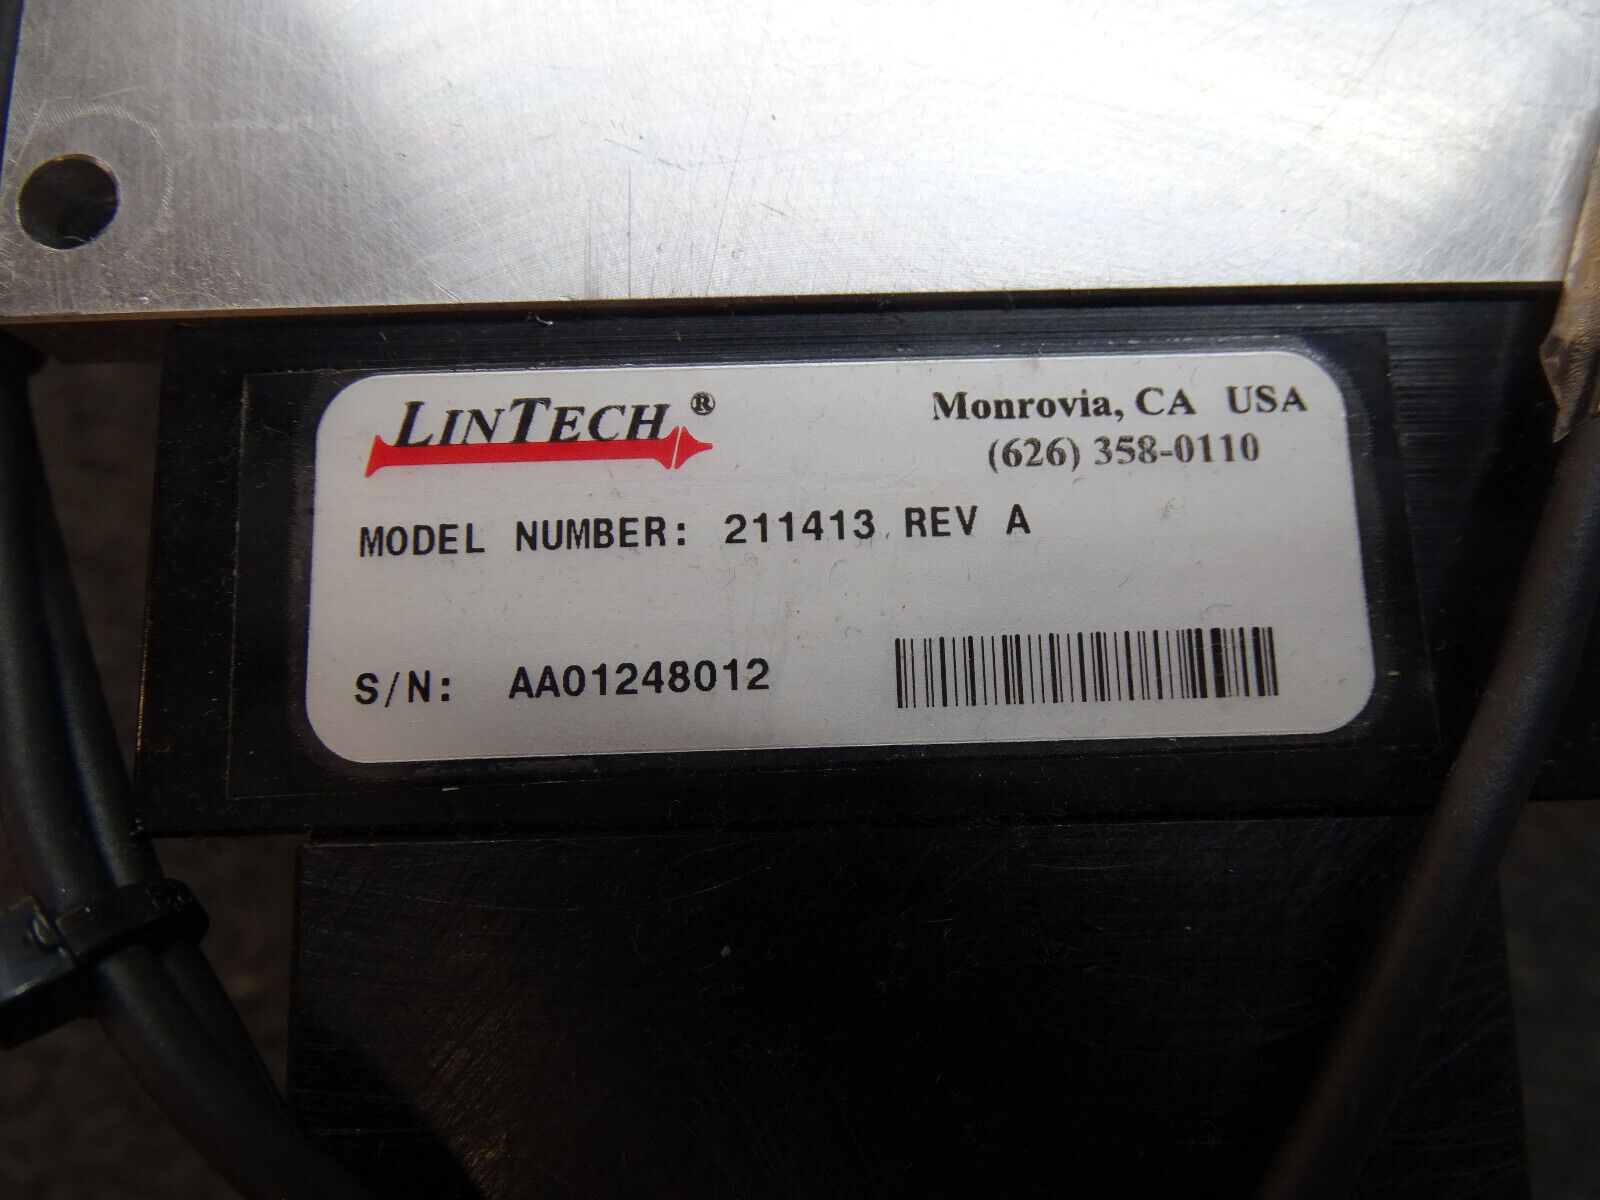 LINTECH®
Monrovia, CA USA
(626) 358-0110
MODEL NUMBER: 211413 REV A
S/N: AA01248012